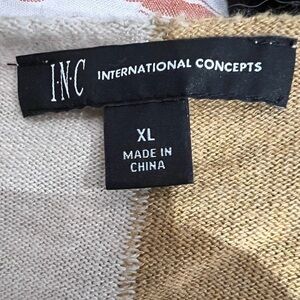 I·N·C INTERNATIONAL CONCEPTS
XL
MADE IN
CHINA